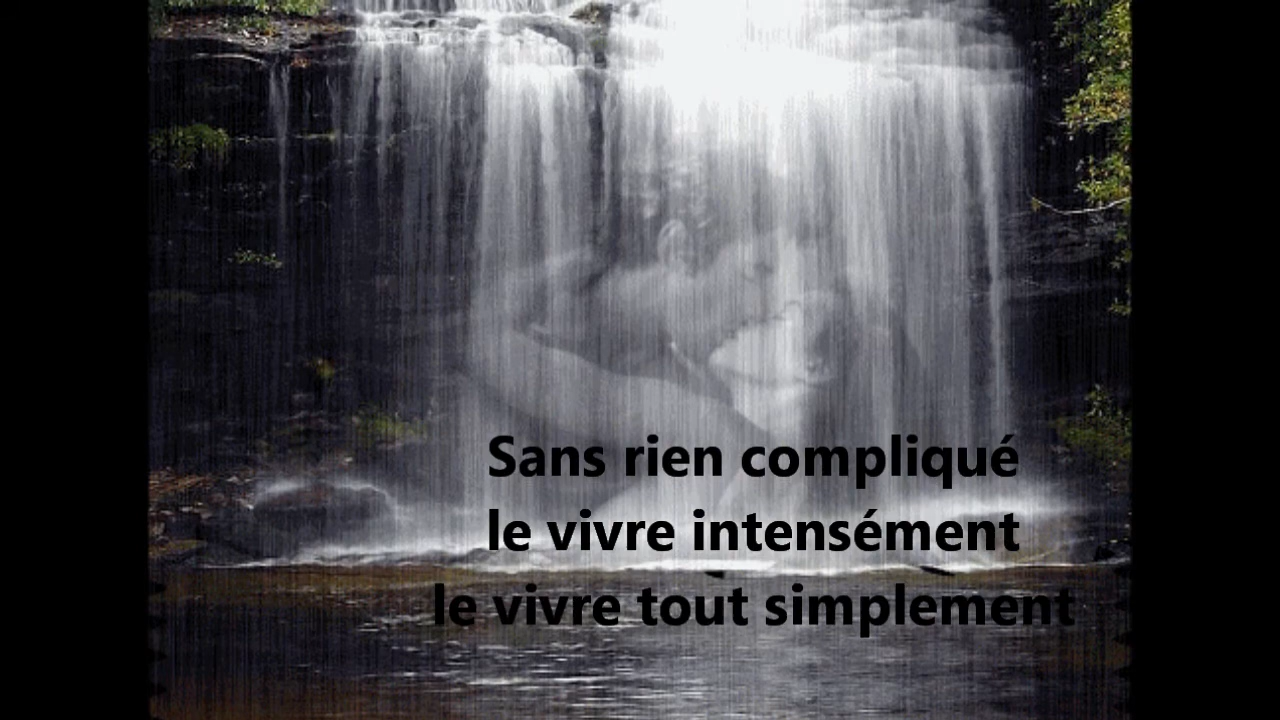 Sans rien compliqué
le vivre intensément
le vivre tout simplement